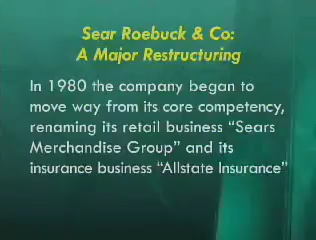 Sear Roebuck & Co:
A Major Restructuring
In 1980 the company began to
move way from its core competency,
renaming its retail business “Sears
Merchandise Group” and its
insurance business “Allstate Insurance”